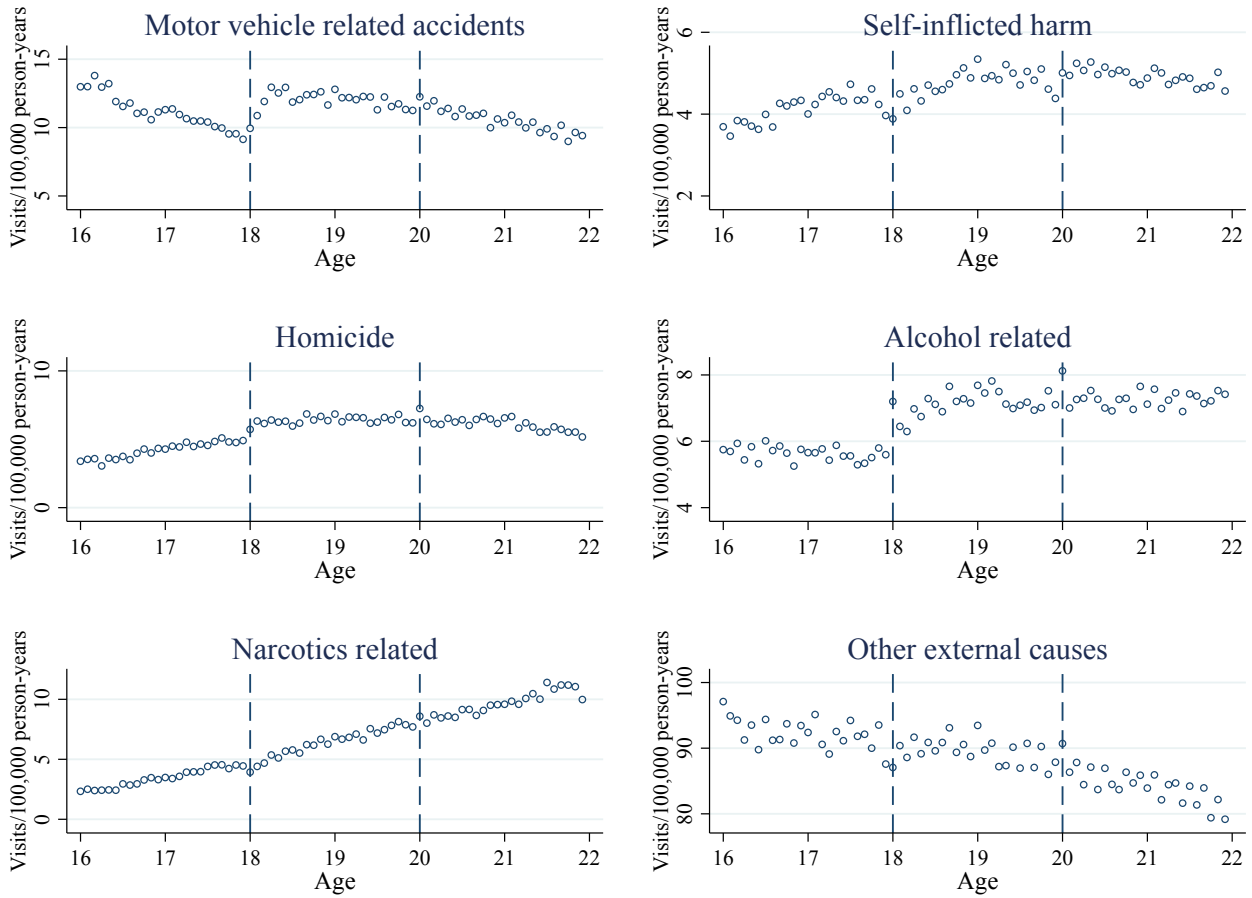 Motor vehicle related accidents
Visits/100,000 person-years
15
10
5
16 17 18 19 20 21 22
Age
Self-inflicted harm
Visits/100,000 person-years
6
4
2
16 17 18 19 20 21 22
Age
Homicide
Visits/100,000 person-years
10
5
0
16 17 18 19 20 21 22
Age
Alcohol related
Visits/100,000 person-years
8
6
4
16 17 18 19 20 21 22
Age
Narcotics related
Visits/100,000 person-years
10
5
0
16 17 18 19 20 21 22
Age
Other external causes
Visits/100,000 person-years
100
90
80
16 17 18 19 20 21 22
Age